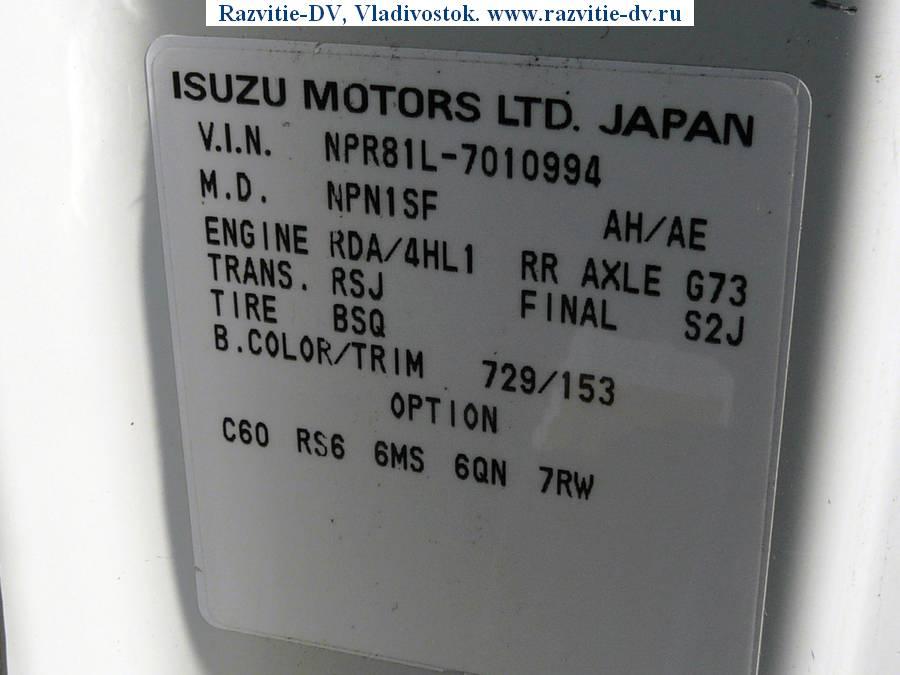 Razvitie-DV, Vladivostok. www.razvitie-dv.ru
ISUZU MOTORS LTD. JAPAN
V.I.N. NPR81L-7010994
M.D. NPN1SF AH/AE
ENGINE RDA/4HL1 RR AXLE G73
TRANS. RSJ FINAL S2J
TIRE BSQ
B.COLOR/TRIM 729/153
OPTION
C60 RS6 6MS 6QN 7RW